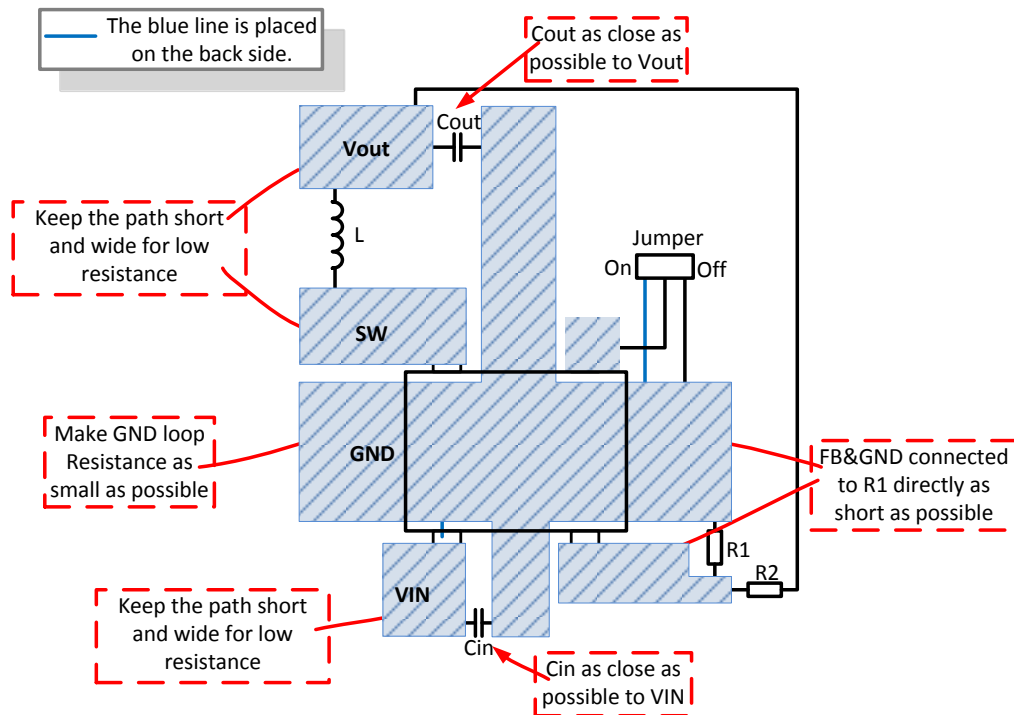 The blue line is placed
on the back side.
Cout as close as
possible to Vout
Cout
Vout
Keep the path short
and wide for low
resistance
L
Jumper
On
Off
SW
Make GND loop
Resistance as
small as possible
GND
FB&GND connected
to R1 directly as
short as possible
R1
R2
VIN
Keep the path short
and wide for low
resistance
Cin
Cin as close as
possible to VIN